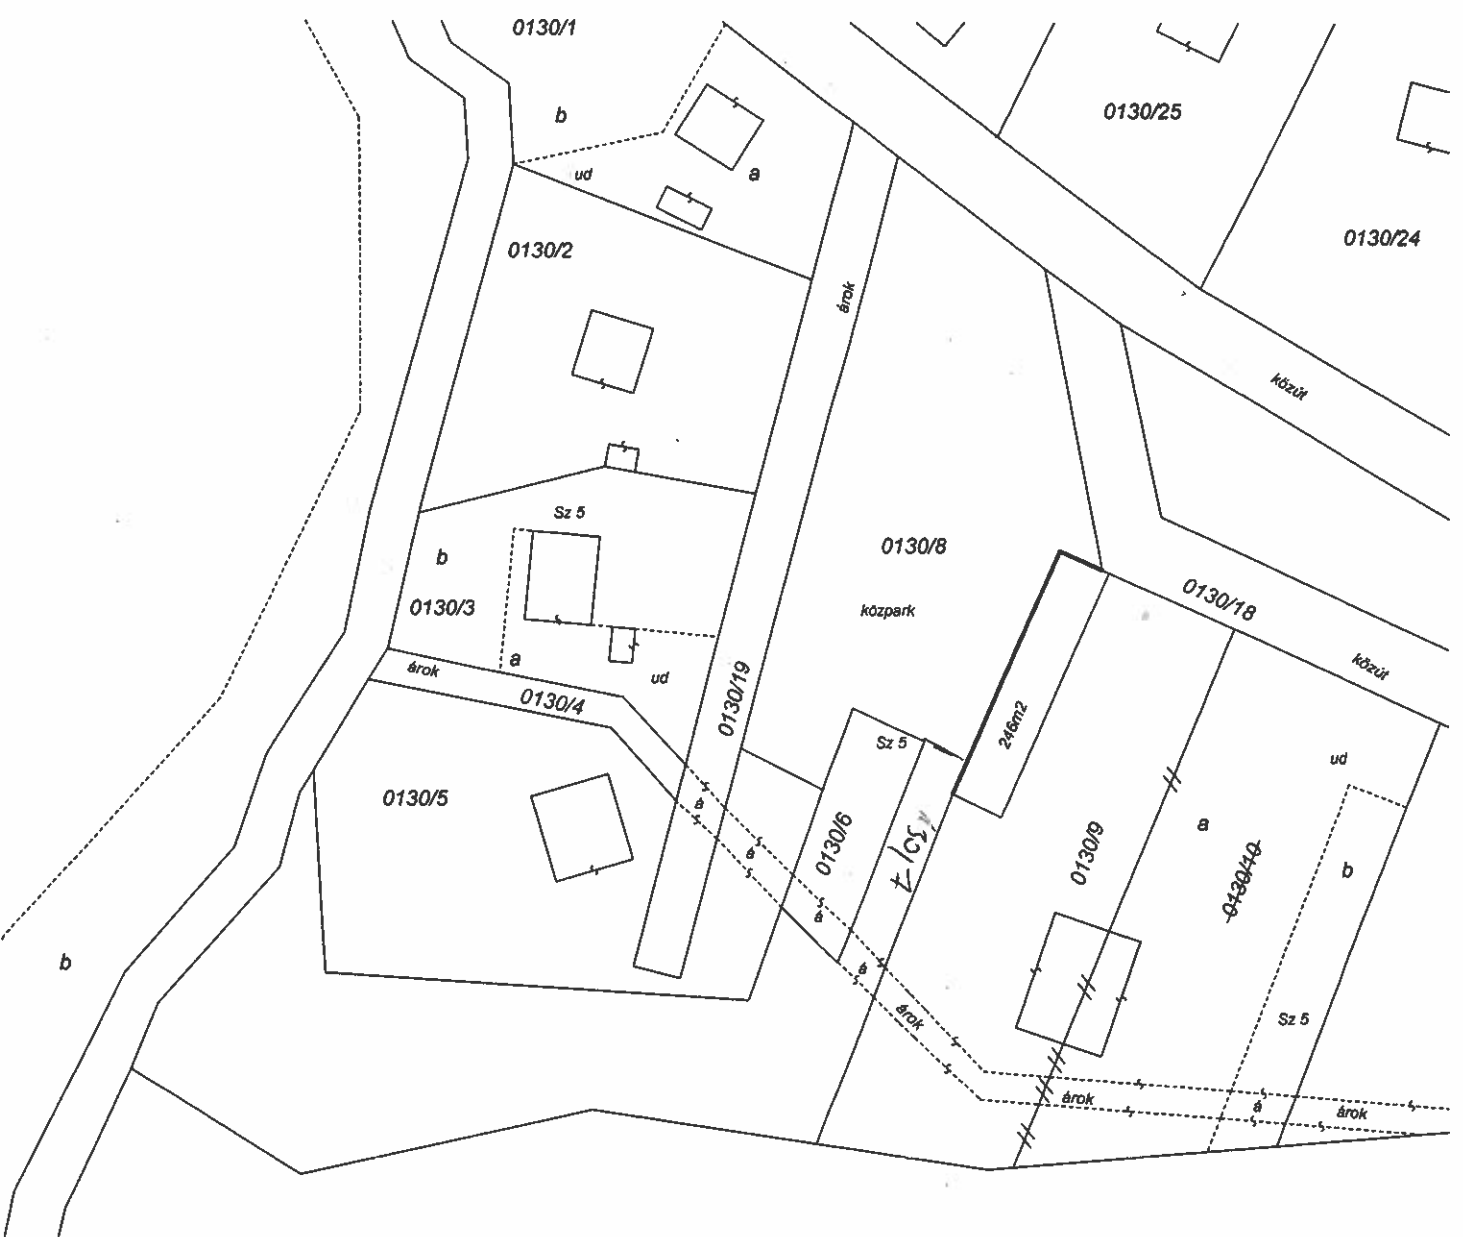 0130/1
b
0130/25
ud
a
0130/24
0130/2
árok
közút
Sz 5
0130/8
b
0130/3
közpark
0130/18
a
ud
árok
0130/4
0130/19
közút
246m2
Sz 5
ud
0130/5
á
0130/6
a
0130/9
0130/10
b
á
á
b
á
árok
Sz 5
árok
á
árok